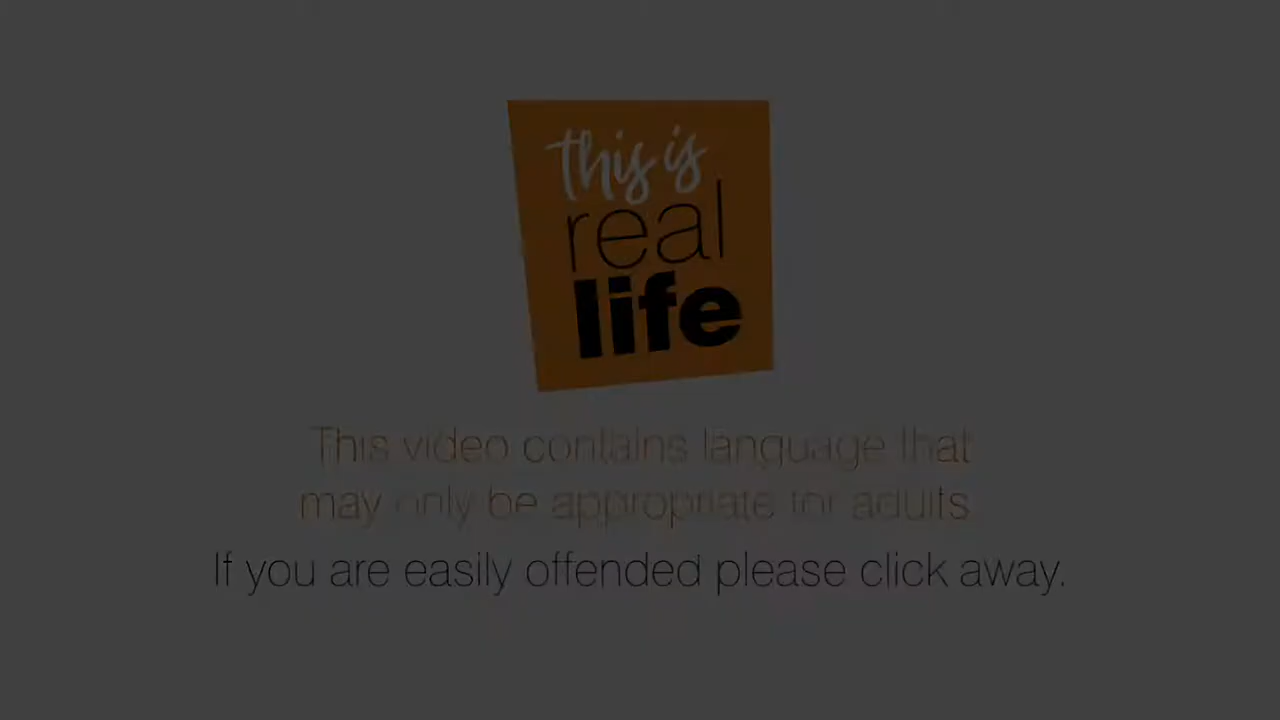 this is
real
life
This video contains language that
may only be appropriate for adults.
If you are easily offended please click away.